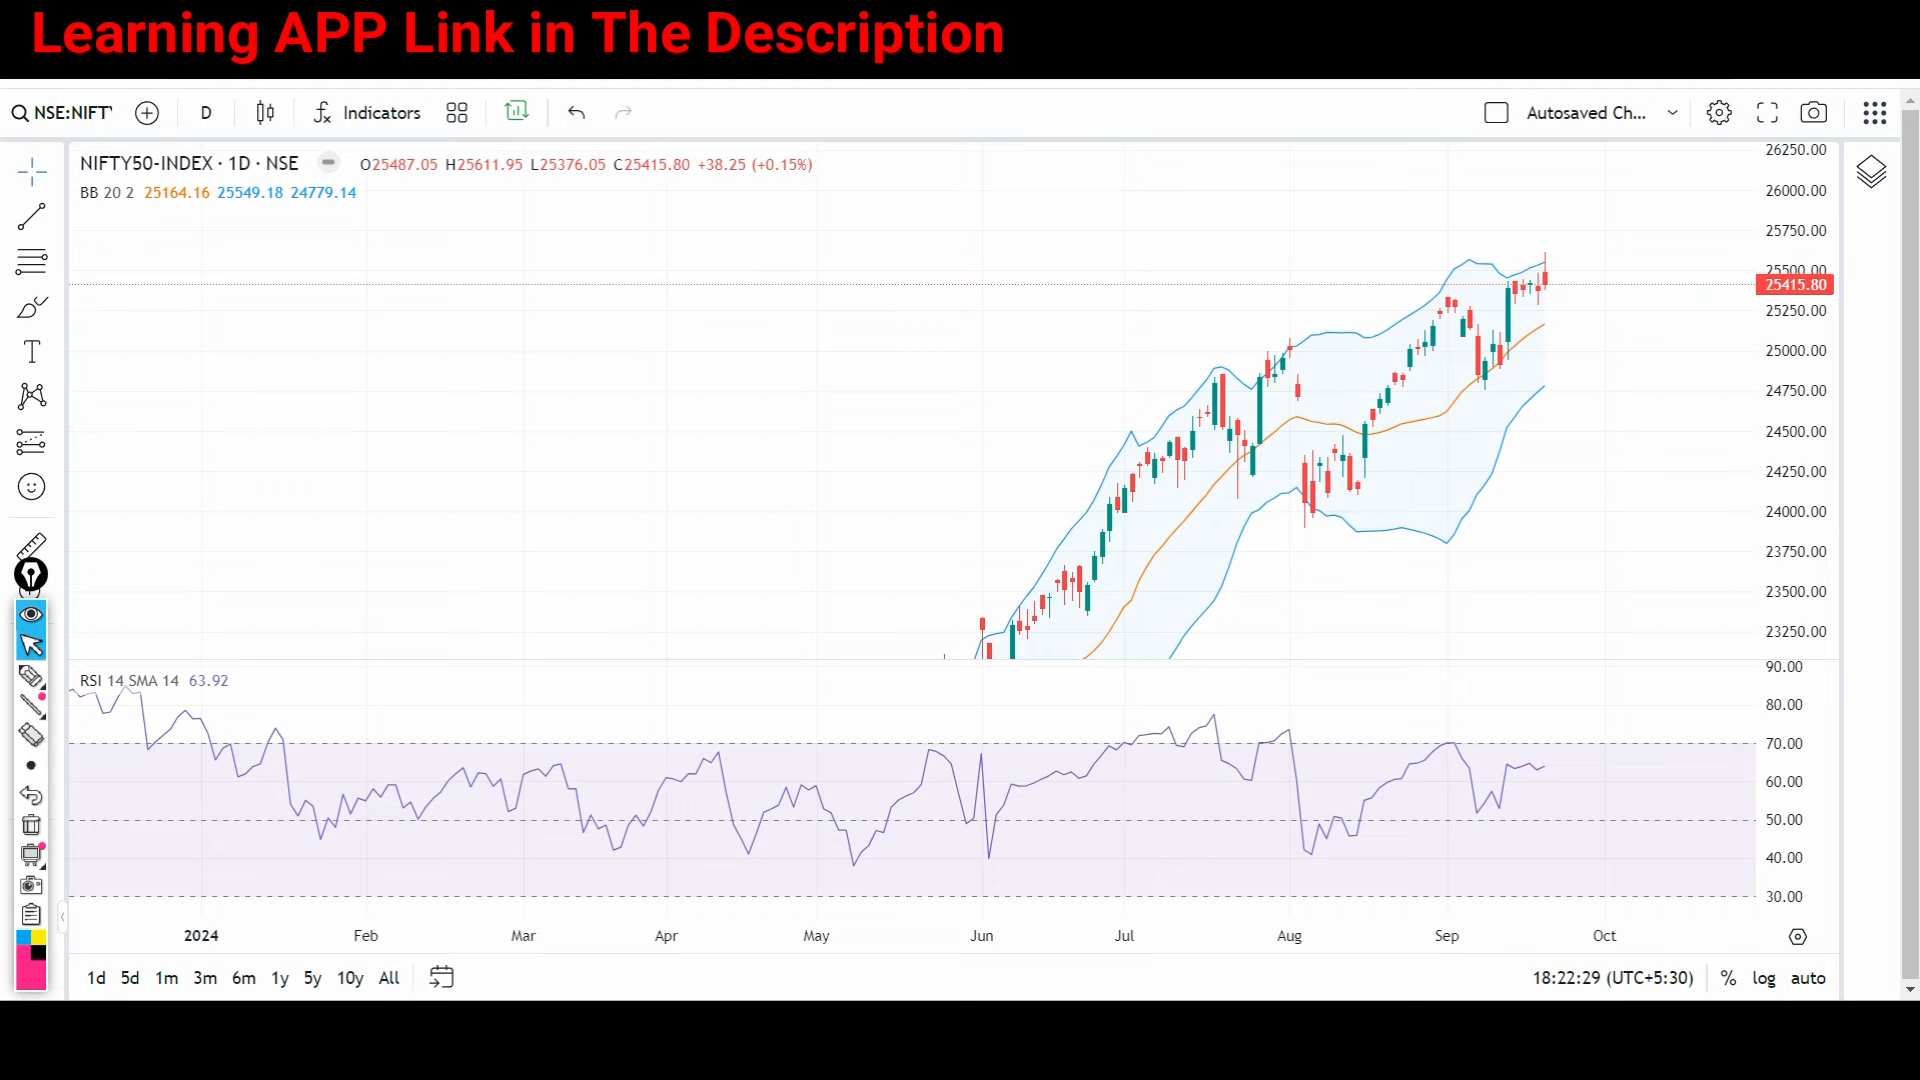 Learning APP Link in The Description
NSE:NIFT
D
Indicators
Autosaved Ch...
NIFTY50-INDEX · 1D · NSE
O25487.05 H25611.95 L25376.05 C25415.80 +38.25 (+0.15%)
BB 20 2 25164.16 25549.18 24779.14
26250.00
26000.00
25750.00
25500.00
25415.80
25250.00
25000.00
24750.00
24500.00
24250.00
24000.00
23750.00
23500.00
23250.00
RSI 14 SMA 14 63.92
90.00
80.00
70.00
60.00
50.00
40.00
30.00
2024 Feb Mar Apr May Jun Jul Aug Sep Oct
1d 5d 1m 3m 6m 1y 5y 10y All
18:22:29 (UTC+5:30) % log auto